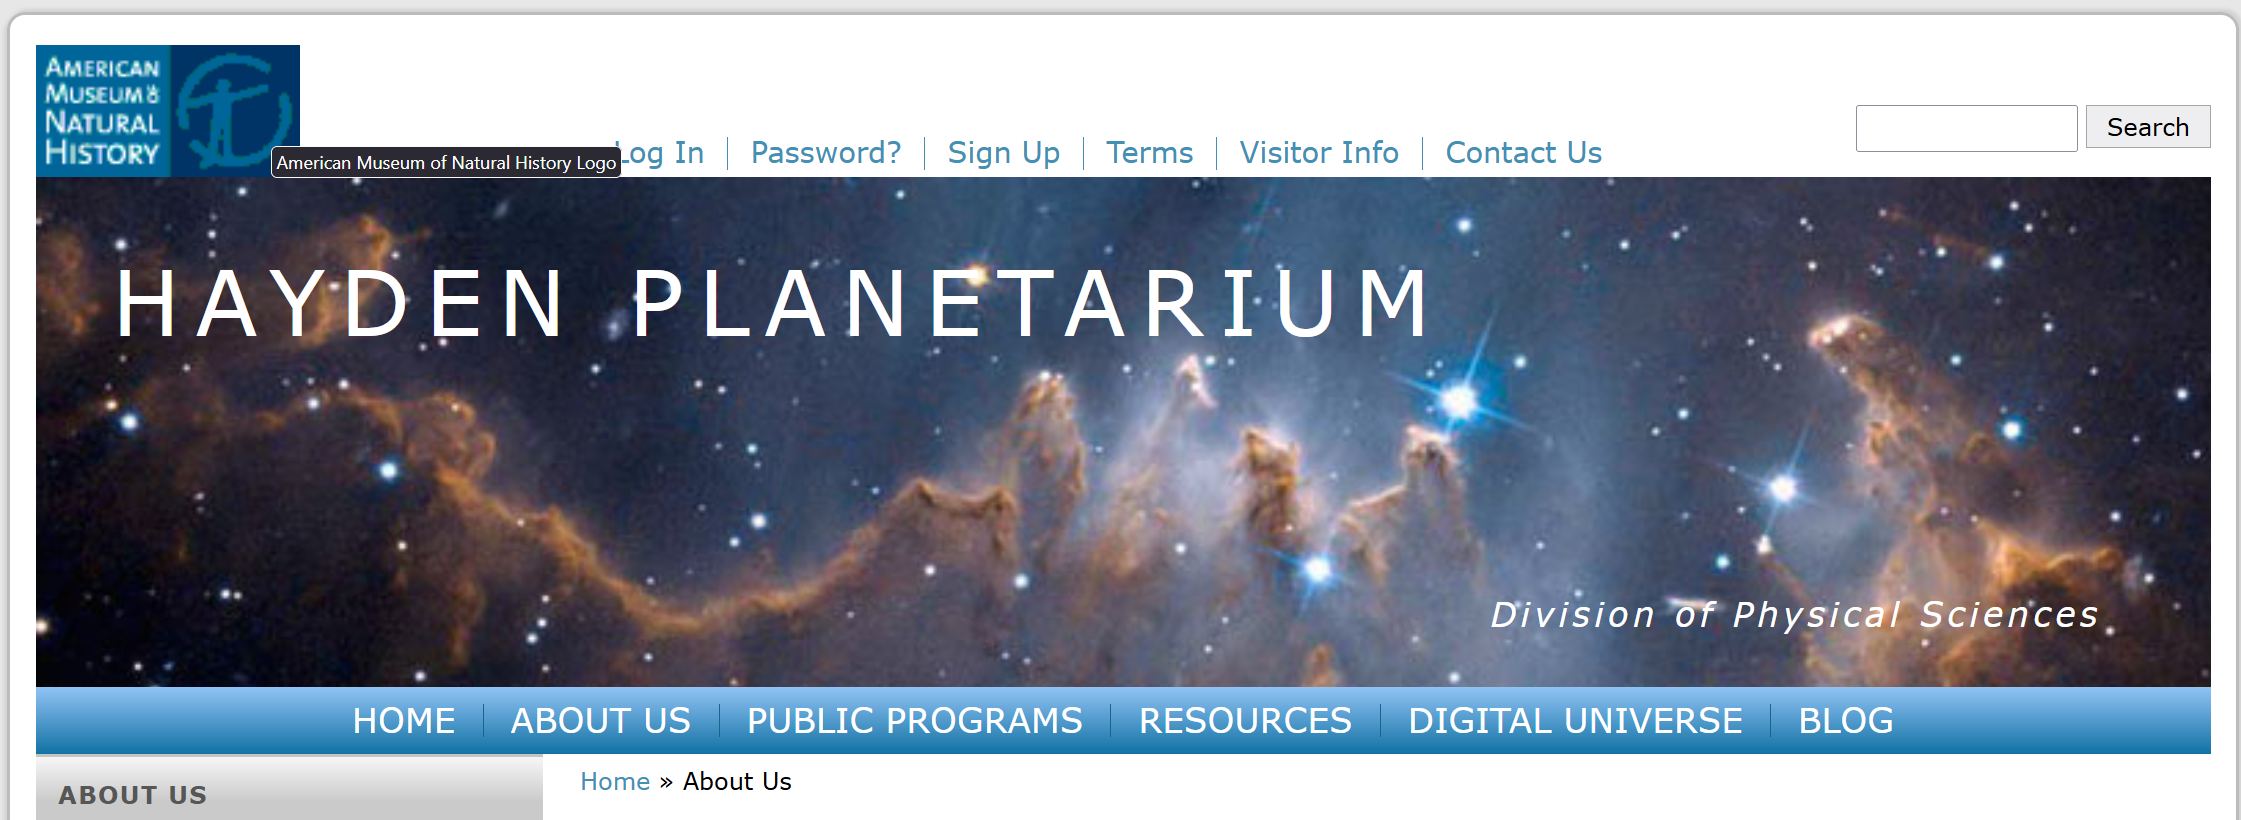 AMERICAN
MUSEUM OF
NATURAL
HISTORY
American Museum of Natural History Logo
Log In
Password?
Sign Up
Terms
Visitor Info
Contact Us
Search
HAYDEN PLANETARIUM
Division of Physical Sciences
HOME
ABOUT US
PUBLIC PROGRAMS
RESOURCES
DIGITAL UNIVERSE
BLOG
ABOUT US
Home » About Us